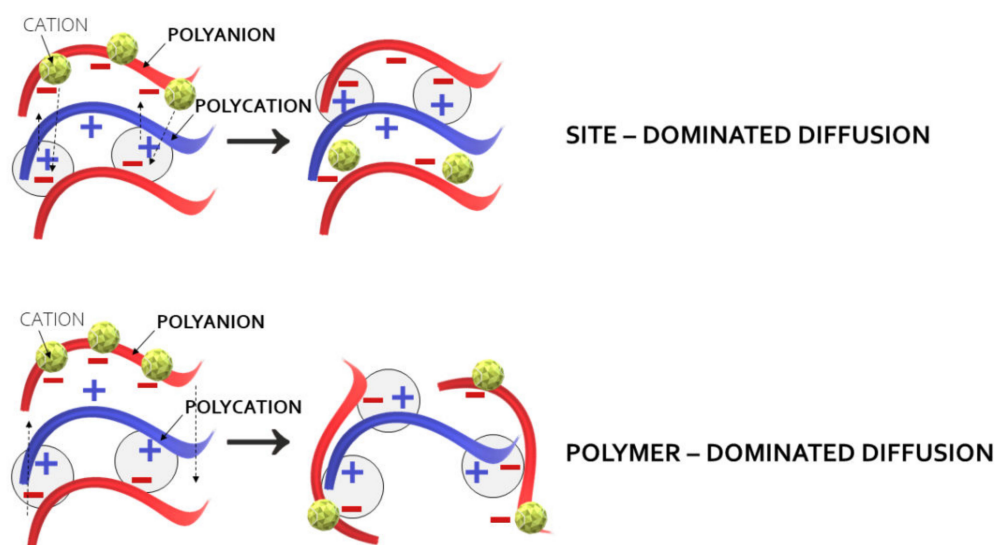 CATION
POLYANION
POLYCATION
SITE – DOMINATED DIFFUSION
CATION
POLYANION
POLYCATION
POLYMER – DOMINATED DIFFUSION